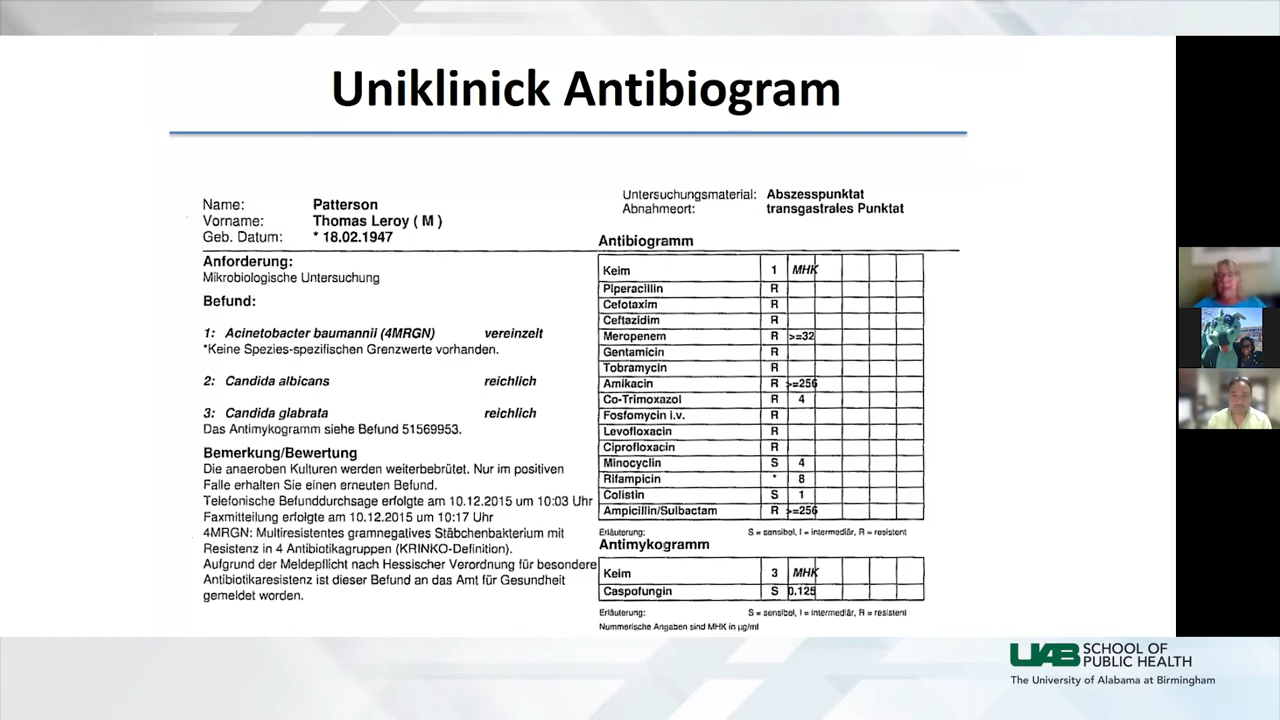 Uniklinick Antibiogram
Name: Patterson
Vorname: Thomas Leroy ( M )
Geb. Datum: * 18.02.1947
Untersuchungsmaterial: Abszesspunktat
Abnahmeort: transgastrales Punktat
Anforderung:
Mikrobiologische Untersuchung
Befund:
1: Acinetobacter baumannii (4MRGN) vereinzelt
*Keine Spezies-spezifischen Grenzwerte vorhanden.
2: Candida albicans reichlich
3: Candida glabrata reichlich
Das Antimykogramm siehe Befund 51569953.
Bemerkung/Bewertung
Die anaeroben Kulturen werden weiterbebrütet. Nur im positiven
Falle erhalten Sie einen erneuten Befund.
Telefonische Befunddurchsage erfolgte am 10.12.2015 um 10:03 Uhr
Faxmitteilung erfolgte am 10.12.2015 um 10:17 Uhr
4MRGN: Multiresistentes gramnegatives Stäbchenbakterium mit
Resistenz in 4 Antibiotikagruppen (KRINKO-Definition).
Aufgrund der Meldepflicht nach Hessischer Verordnung für besondere
Antibiotikaresistenz ist dieser Befund an das Amt für Gesundheit
gemeldet worden.
Antibiogramm
Keim 1 MHK
Piperacillin R
Cefotaxim R
Ceftazidim R
Meropenem R >=32
Gentamicin R
Tobramycin R
Amikacin R >=256
Co-Trimoxazol R 4
Fosfomycin i.v. R
Levofloxacin R
Ciprofloxacin R
Minocyclin S 4
Rifampicin * 8
Colistin S 1
Ampicillin/Sulbactam R >=256
Erläuterung: S = sensibel, I = intermediär, R = resistent
Antimykogramm
Keim 3 MHK
Caspofungin S 0.125
Erläuterung: S = sensibel, I = intermediär, R = resistent
Nummerische Angaben sind MHK in µg/ml
UAB SCHOOL OF
PUBLIC HEALTH
The University of Alabama at Birmingham